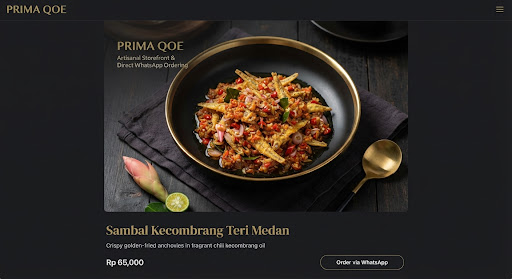 PRIMA QOE
PRIMA QOE
Artisanal Storefront &
Direct WhatsApp Ordering
Sambal Kecombrang Teri Medan
Crispy golden-fried anchovies in fragrant chili kecombrang oil
Rp 65,000
Order via WhatsApp